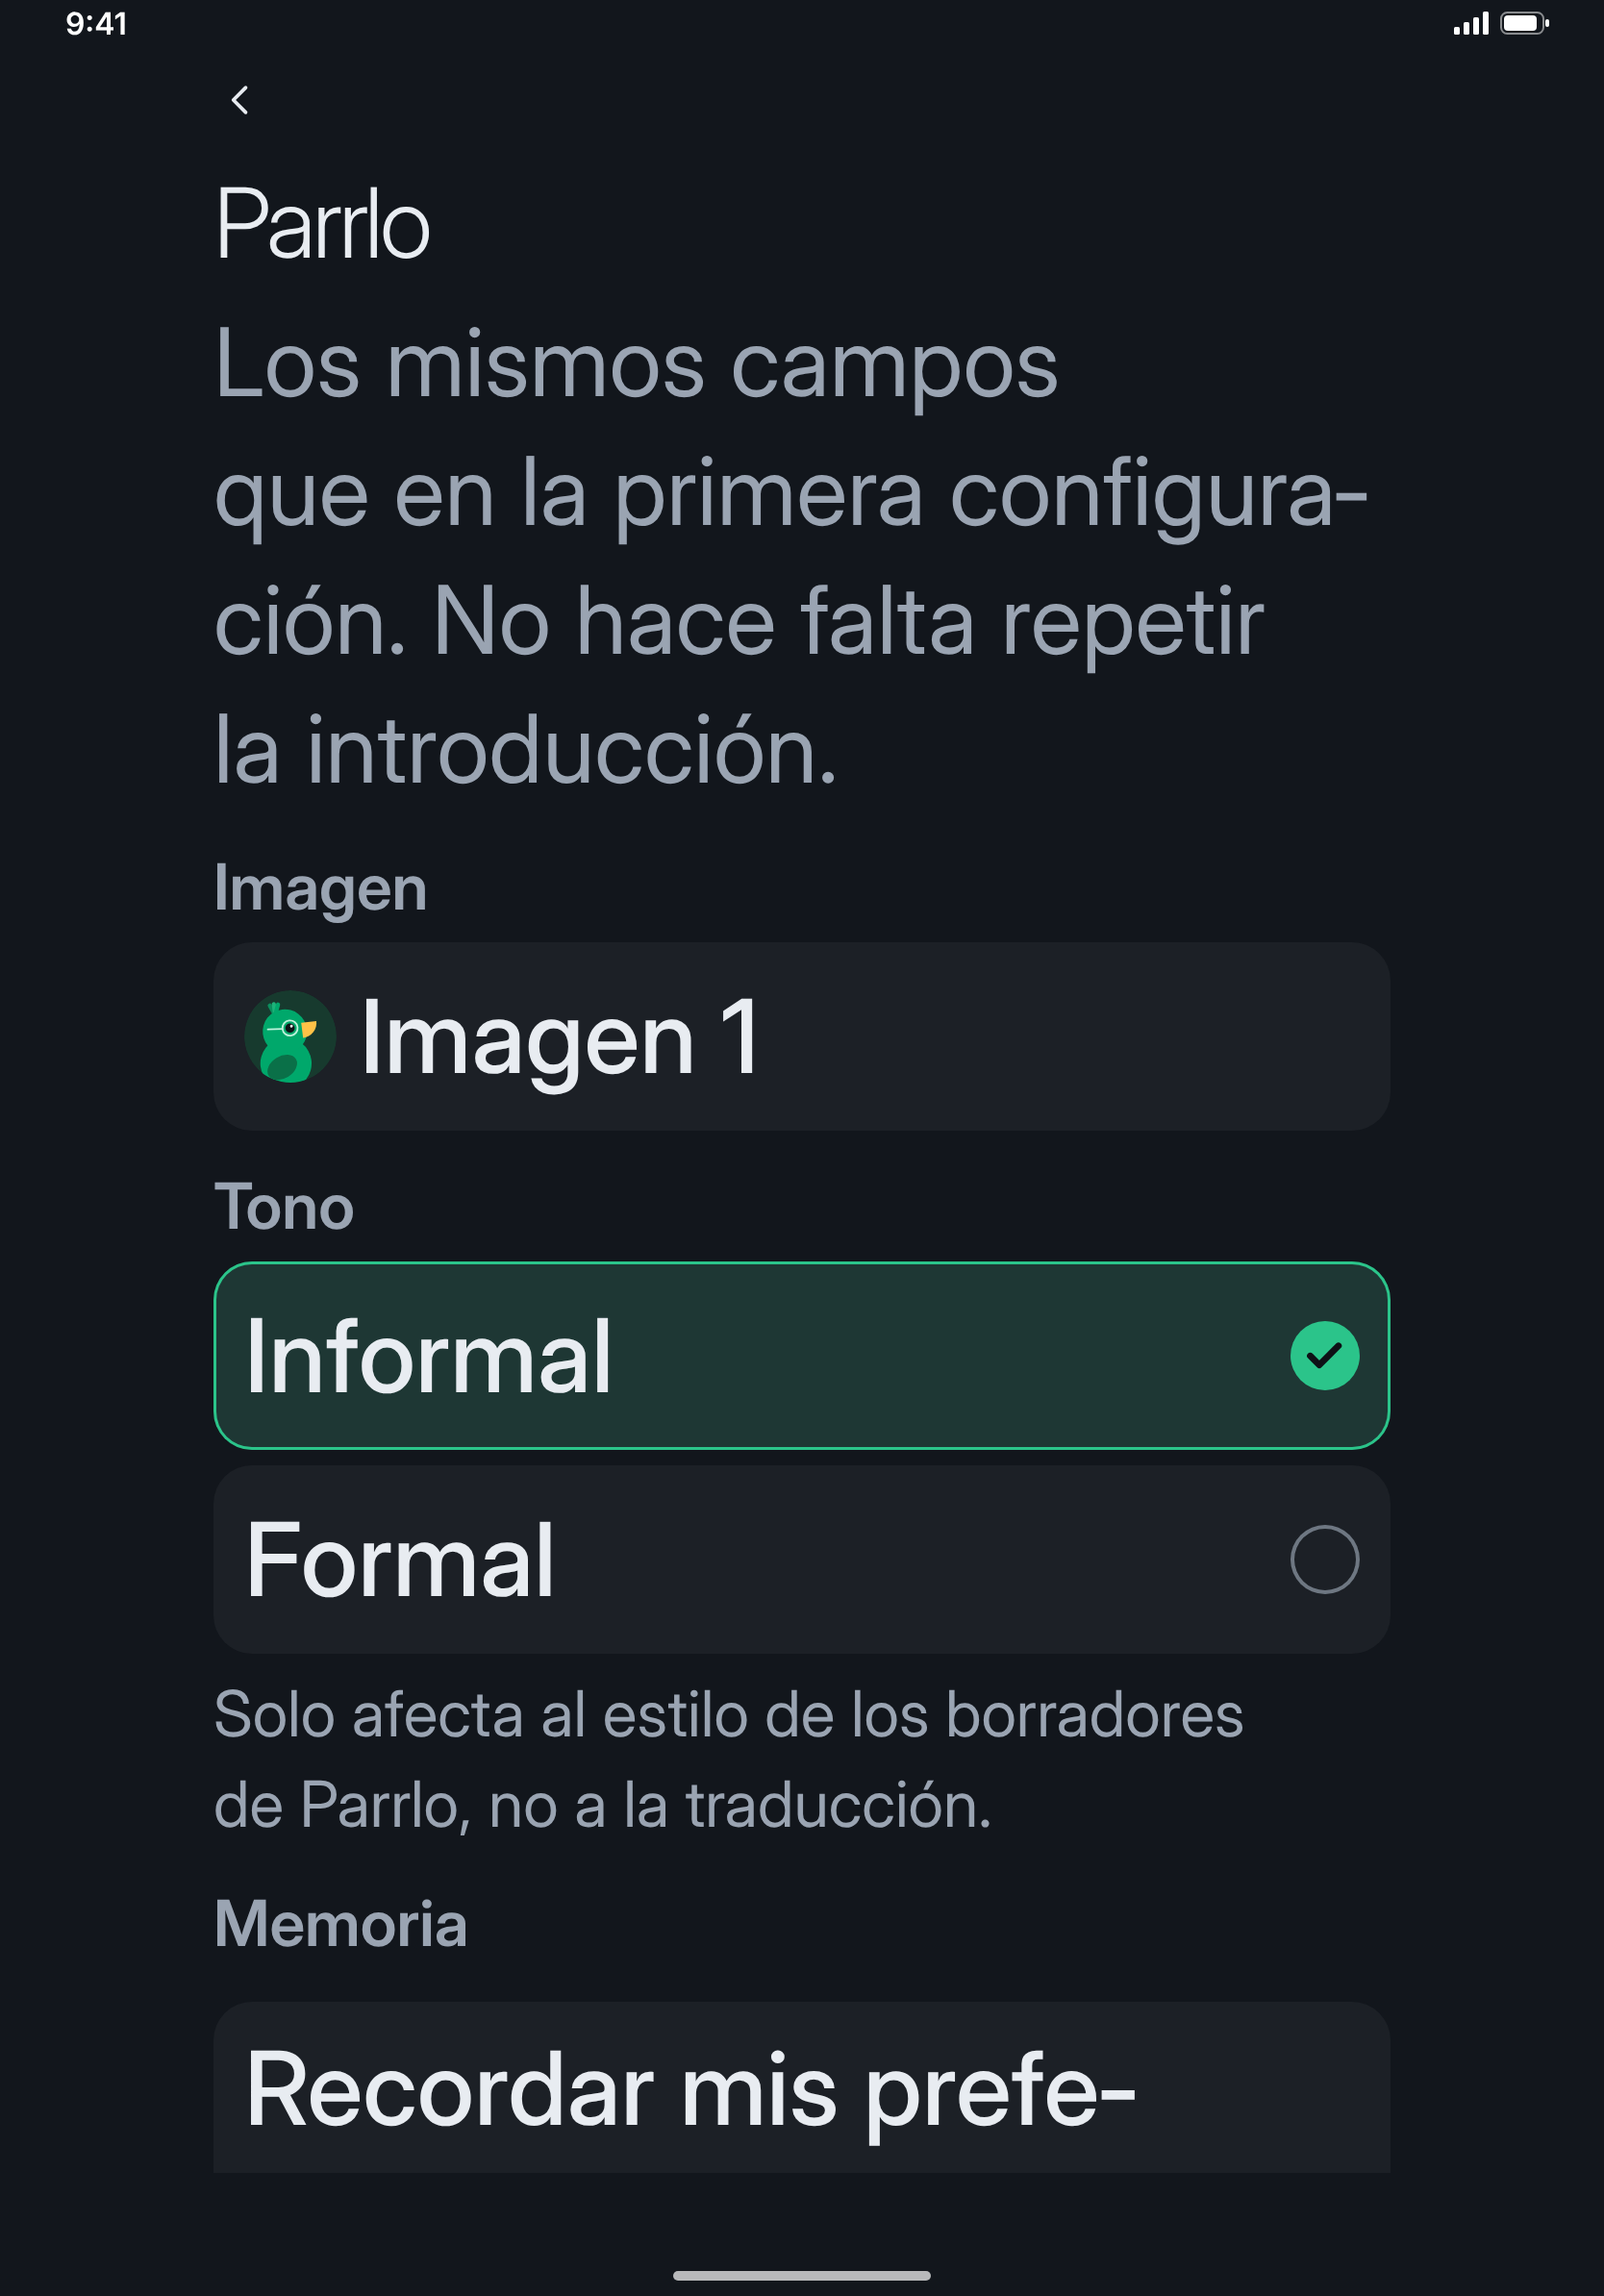 9:41
Parrlo
Los mismos campos
que en la primera configura-
ción. No hace falta repetir
la introducción.
Imagen
Imagen 1
Tono
Informal
Formal
Solo afecta al estilo de los borradores
de Parrlo, no a la traducción.
Memoria
Recordar mis prefe-